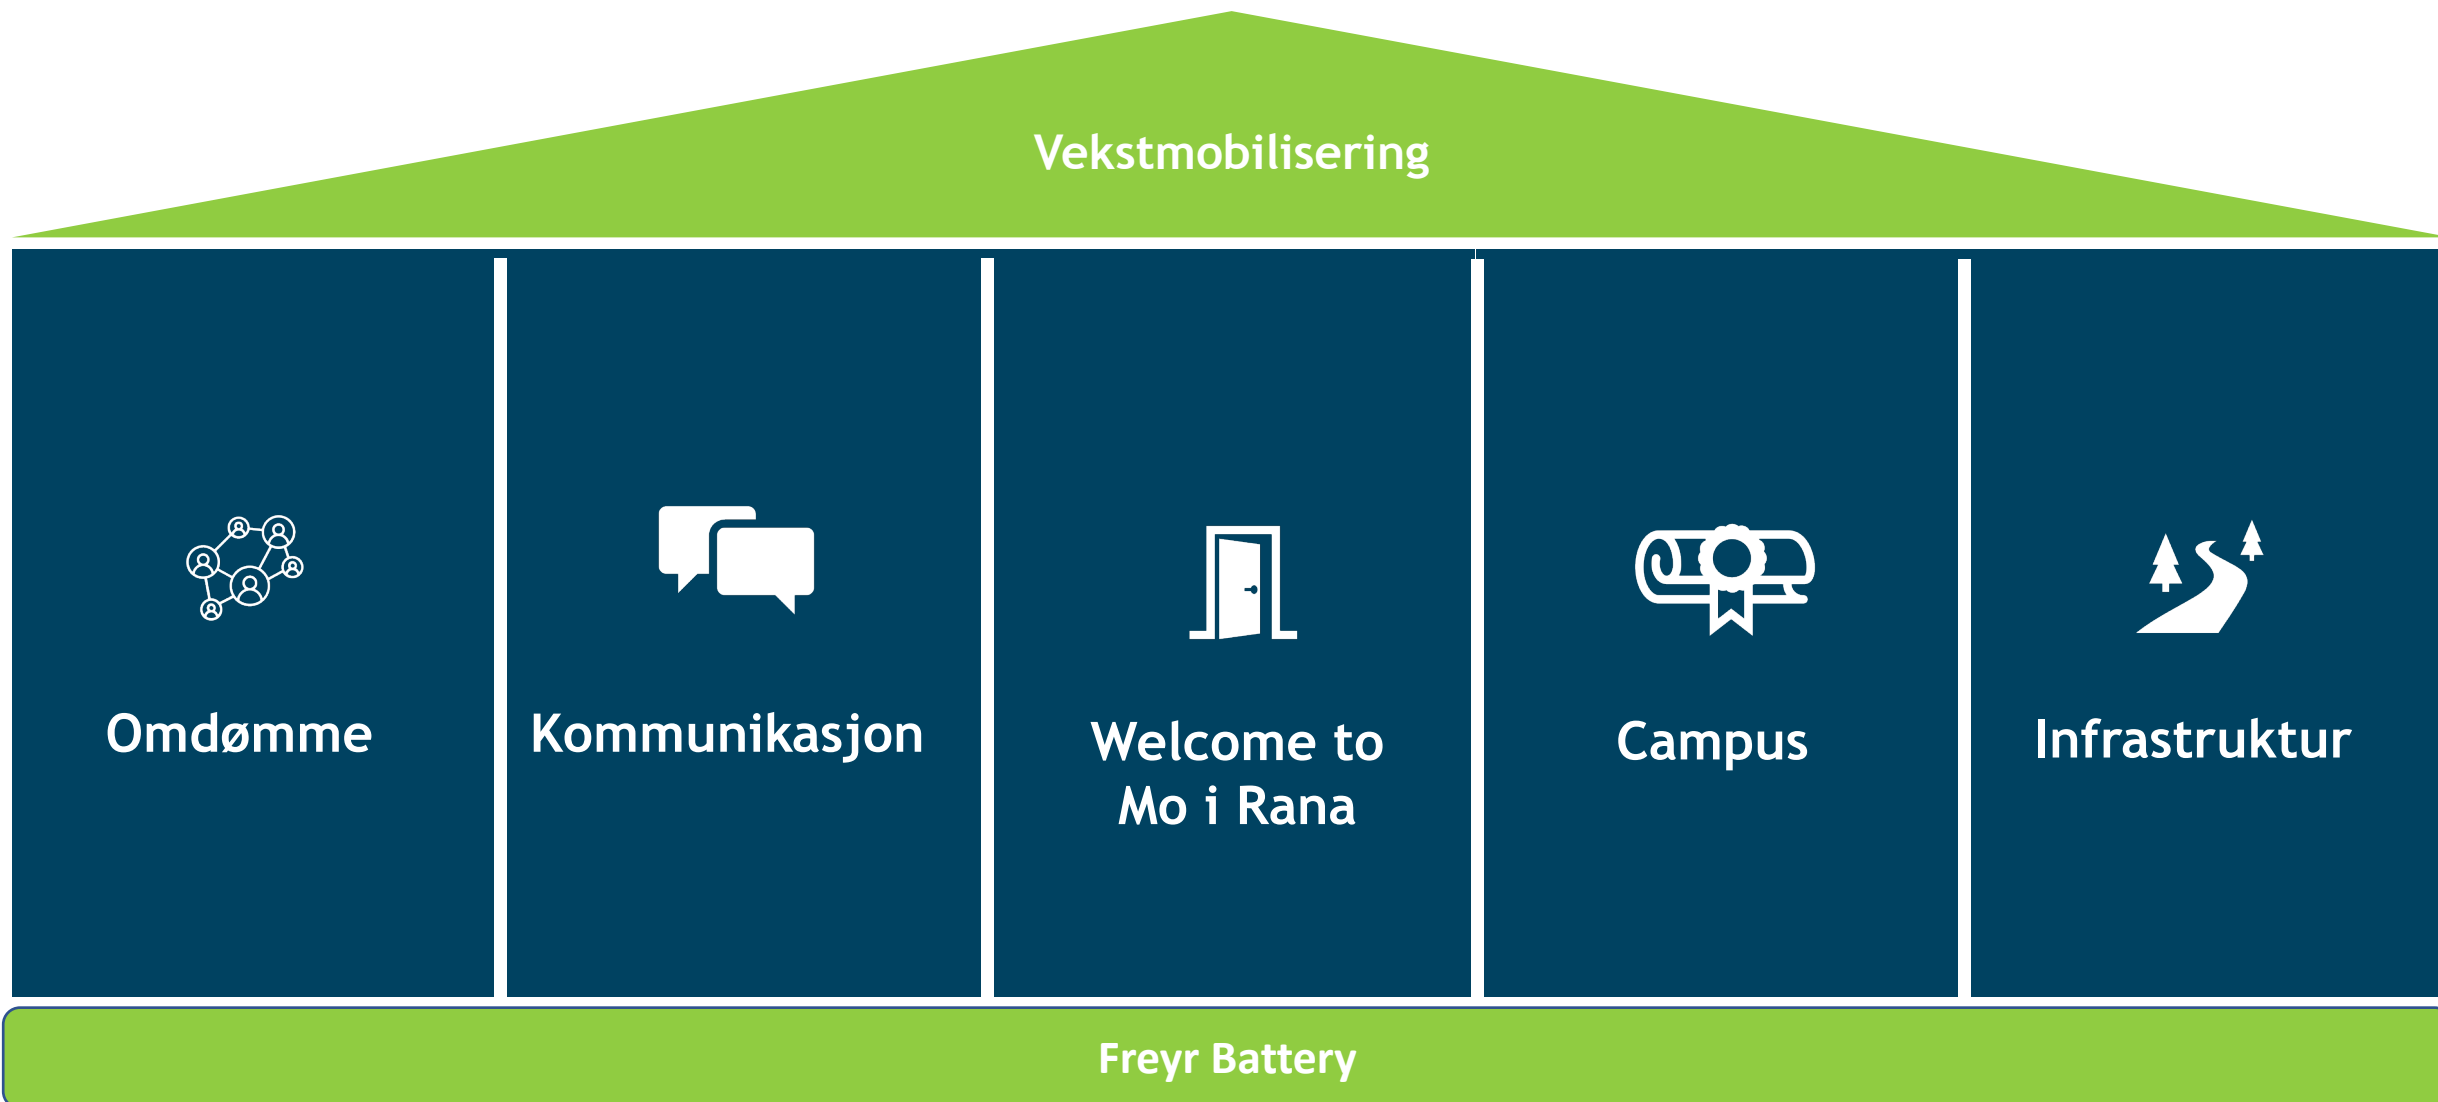 Vekstmobilisering
Omdømme
Kommunikasjon
Welcome to
Mo i Rana
Campus
Infrastruktur
Freyr Battery